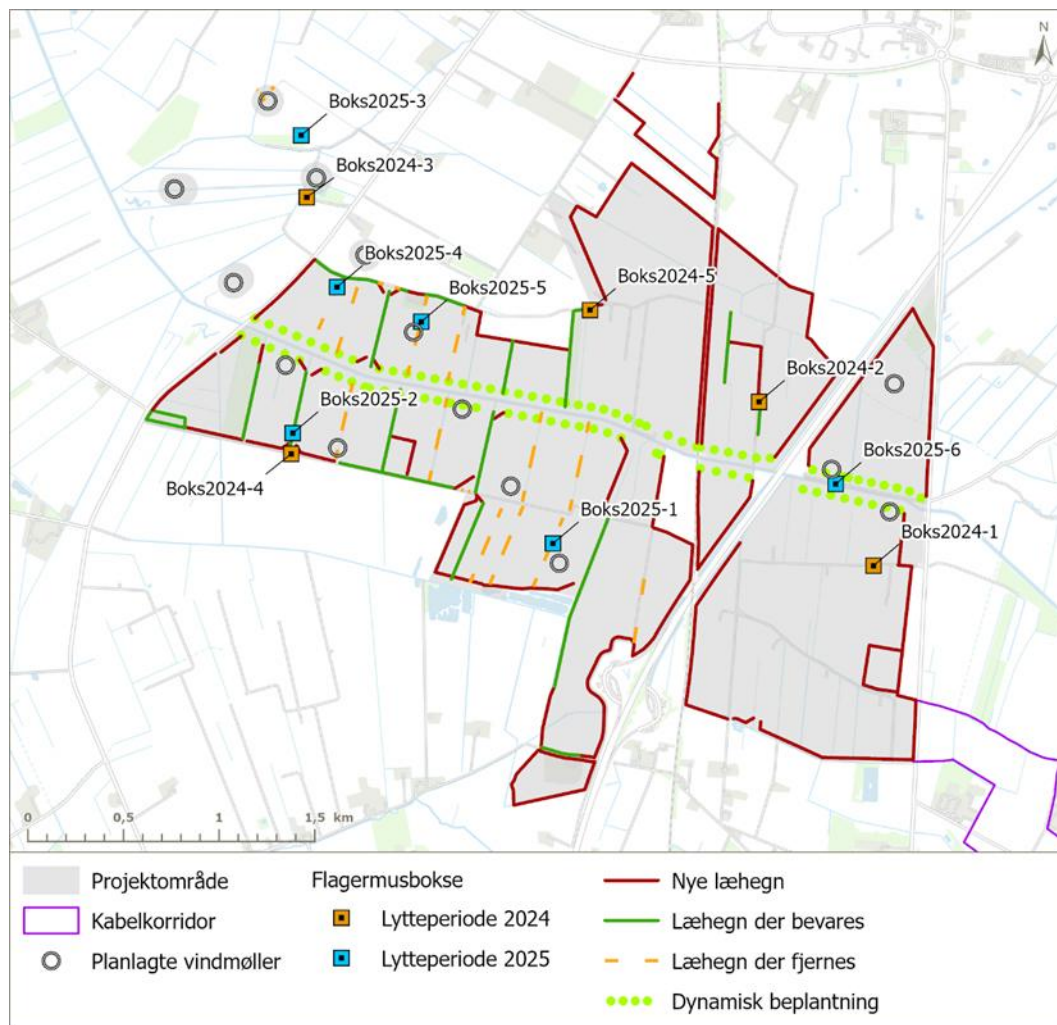 N
Boks2025-3
Boks2024-3
Boks2025-4
Boks2025-5
Boks2024-5
Boks2024-2
Boks2025-2
Boks2025-6
Boks2024-4
Boks2025-1
Boks2024-1
0 0,5 1 1,5 km
Projektområde
Kabelkorridor
Planlagte vindmøller
Flagermusbokse
Lytteperiode 2024
Lytteperiode 2025
Nye læhegn
Læhegn der bevares
Læhegn der fjernes
Dynamisk beplantning